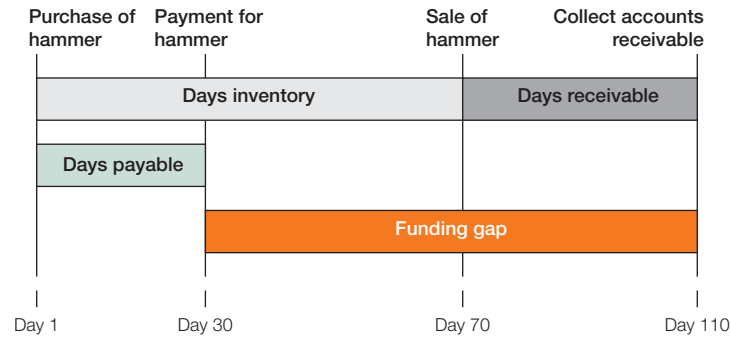 Purchase of
hammer
Payment for
hammer
Sale of
hammer
Collect accounts
receivable
Days inventory
Days receivable
Days payable
Funding gap
Day 1
Day 30
Day 70
Day 110